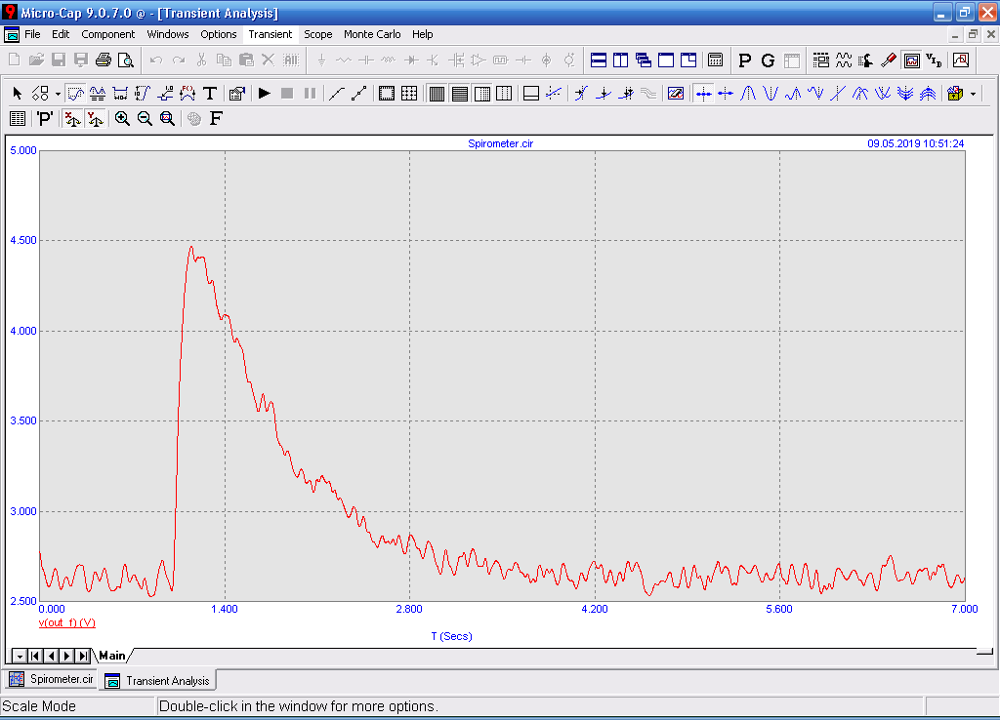 Micro-Cap 9.0.7.0 @ - [Transient Analysis]
File Edit Component Windows Options Transient Scope Monte Carlo Help
P G
T
'P' F
Spirometer.cir 09.05.2019 10:51:24
5.000
4.500
4.000
3.500
3.000
2.500
0.000 1.400 2.800 4.200 5.600 7.000
v(out_f) (V)
T (Secs)
Main
Spirometer.cir Transient Analysis
Scale Mode Double-click in the window for more options.